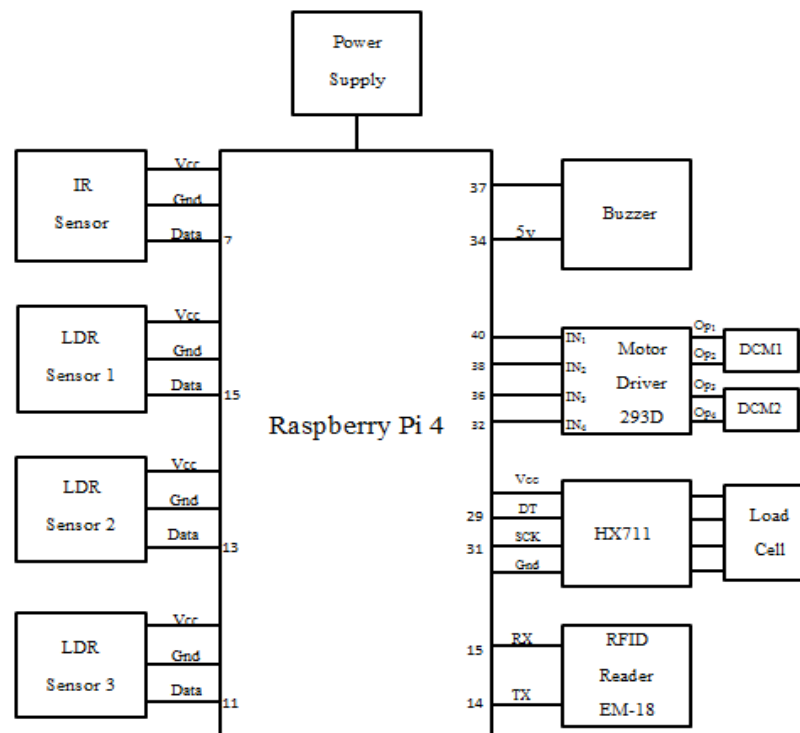 Power
Supply
IR
Sensor
Vcc
Gnd
Data
7
LDR
Sensor 1
Vcc
Gnd
Data
15
LDR
Sensor 2
Vcc
Gnd
Data
13
LDR
Sensor 3
Vcc
Gnd
Data
11
Raspberry Pi 4
37
34
5v
Buzzer
40
38
36
32
IN₁
IN₂
IN₃
IN₄
Motor
Driver
293D
Op₁
Op₂
Op₃
Op₄
DCM1
DCM2
Vcc
29
DT
31
SCK
Gnd
HX711
Load
Cell
15
RX
14
TX
RFID
Reader
EM-18